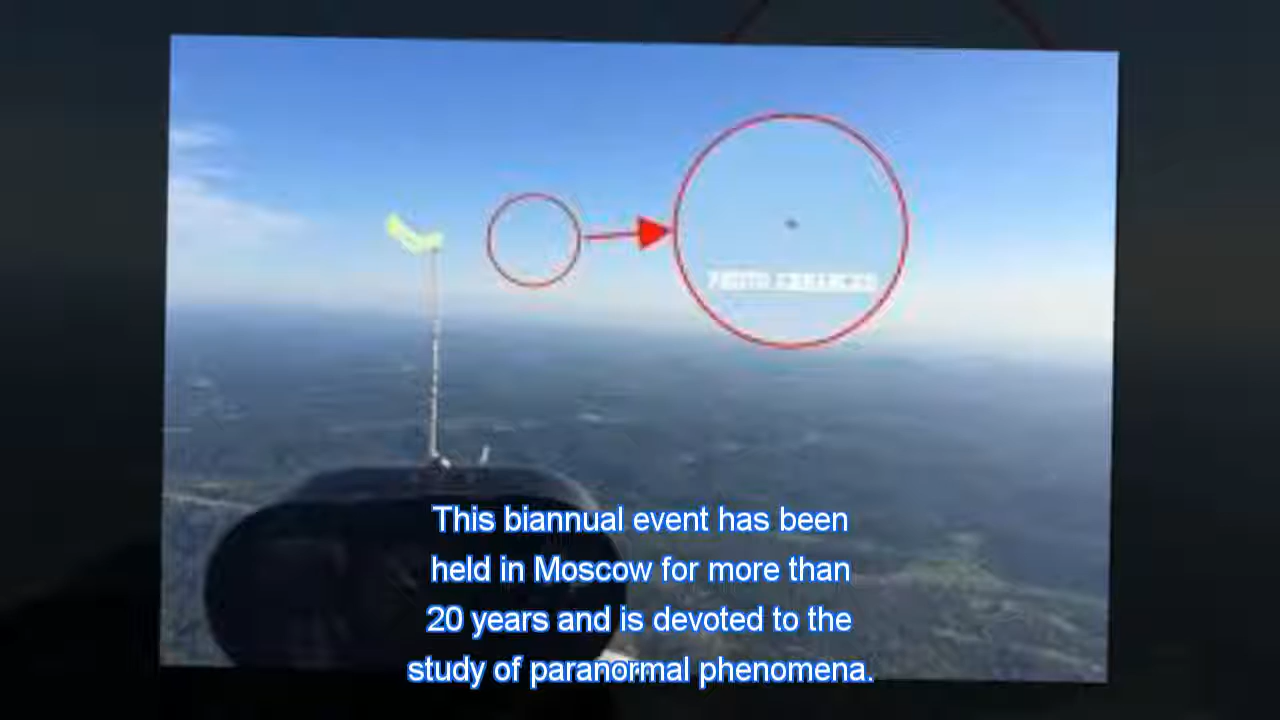 This biannual event has been
held in Moscow for more than
20 years and is devoted to the
study of paranormal phenomena.